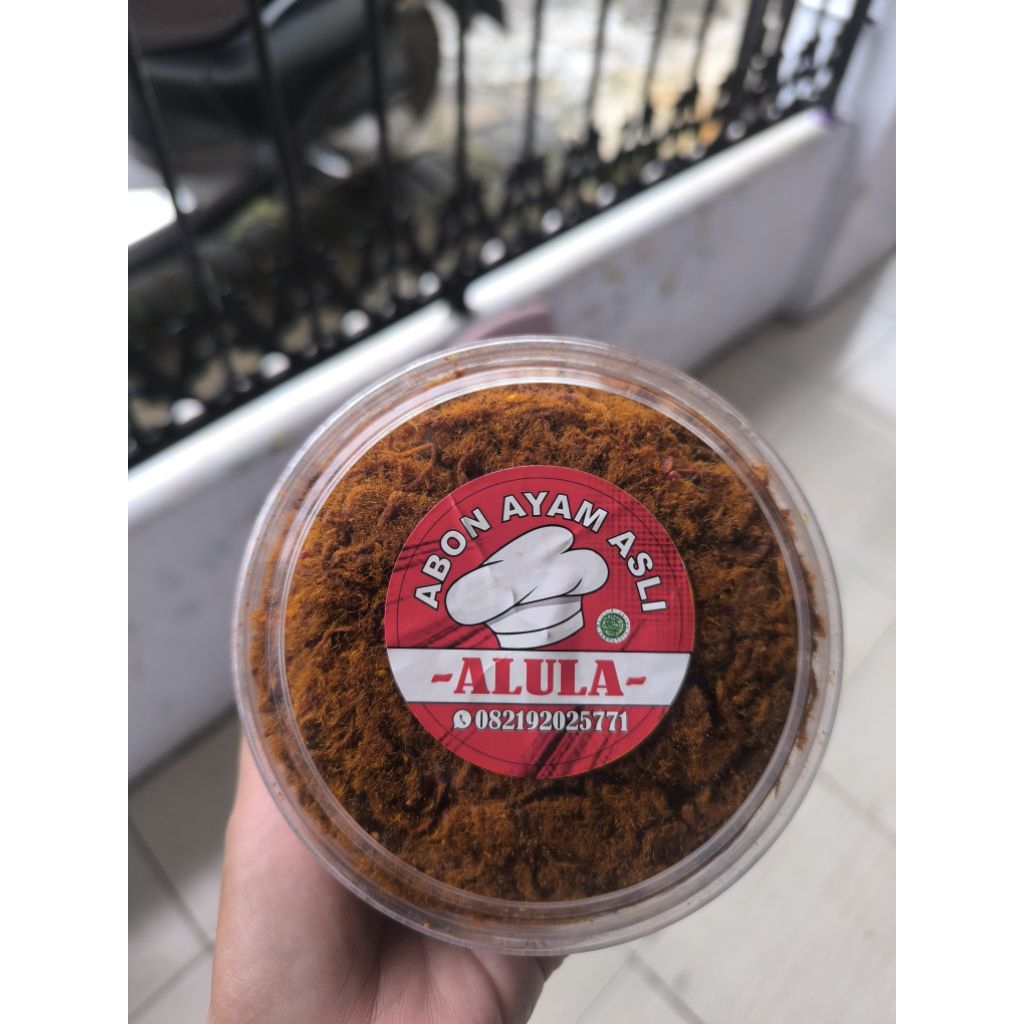 ABON AYAM ASLI
-ALULA-
082192025771